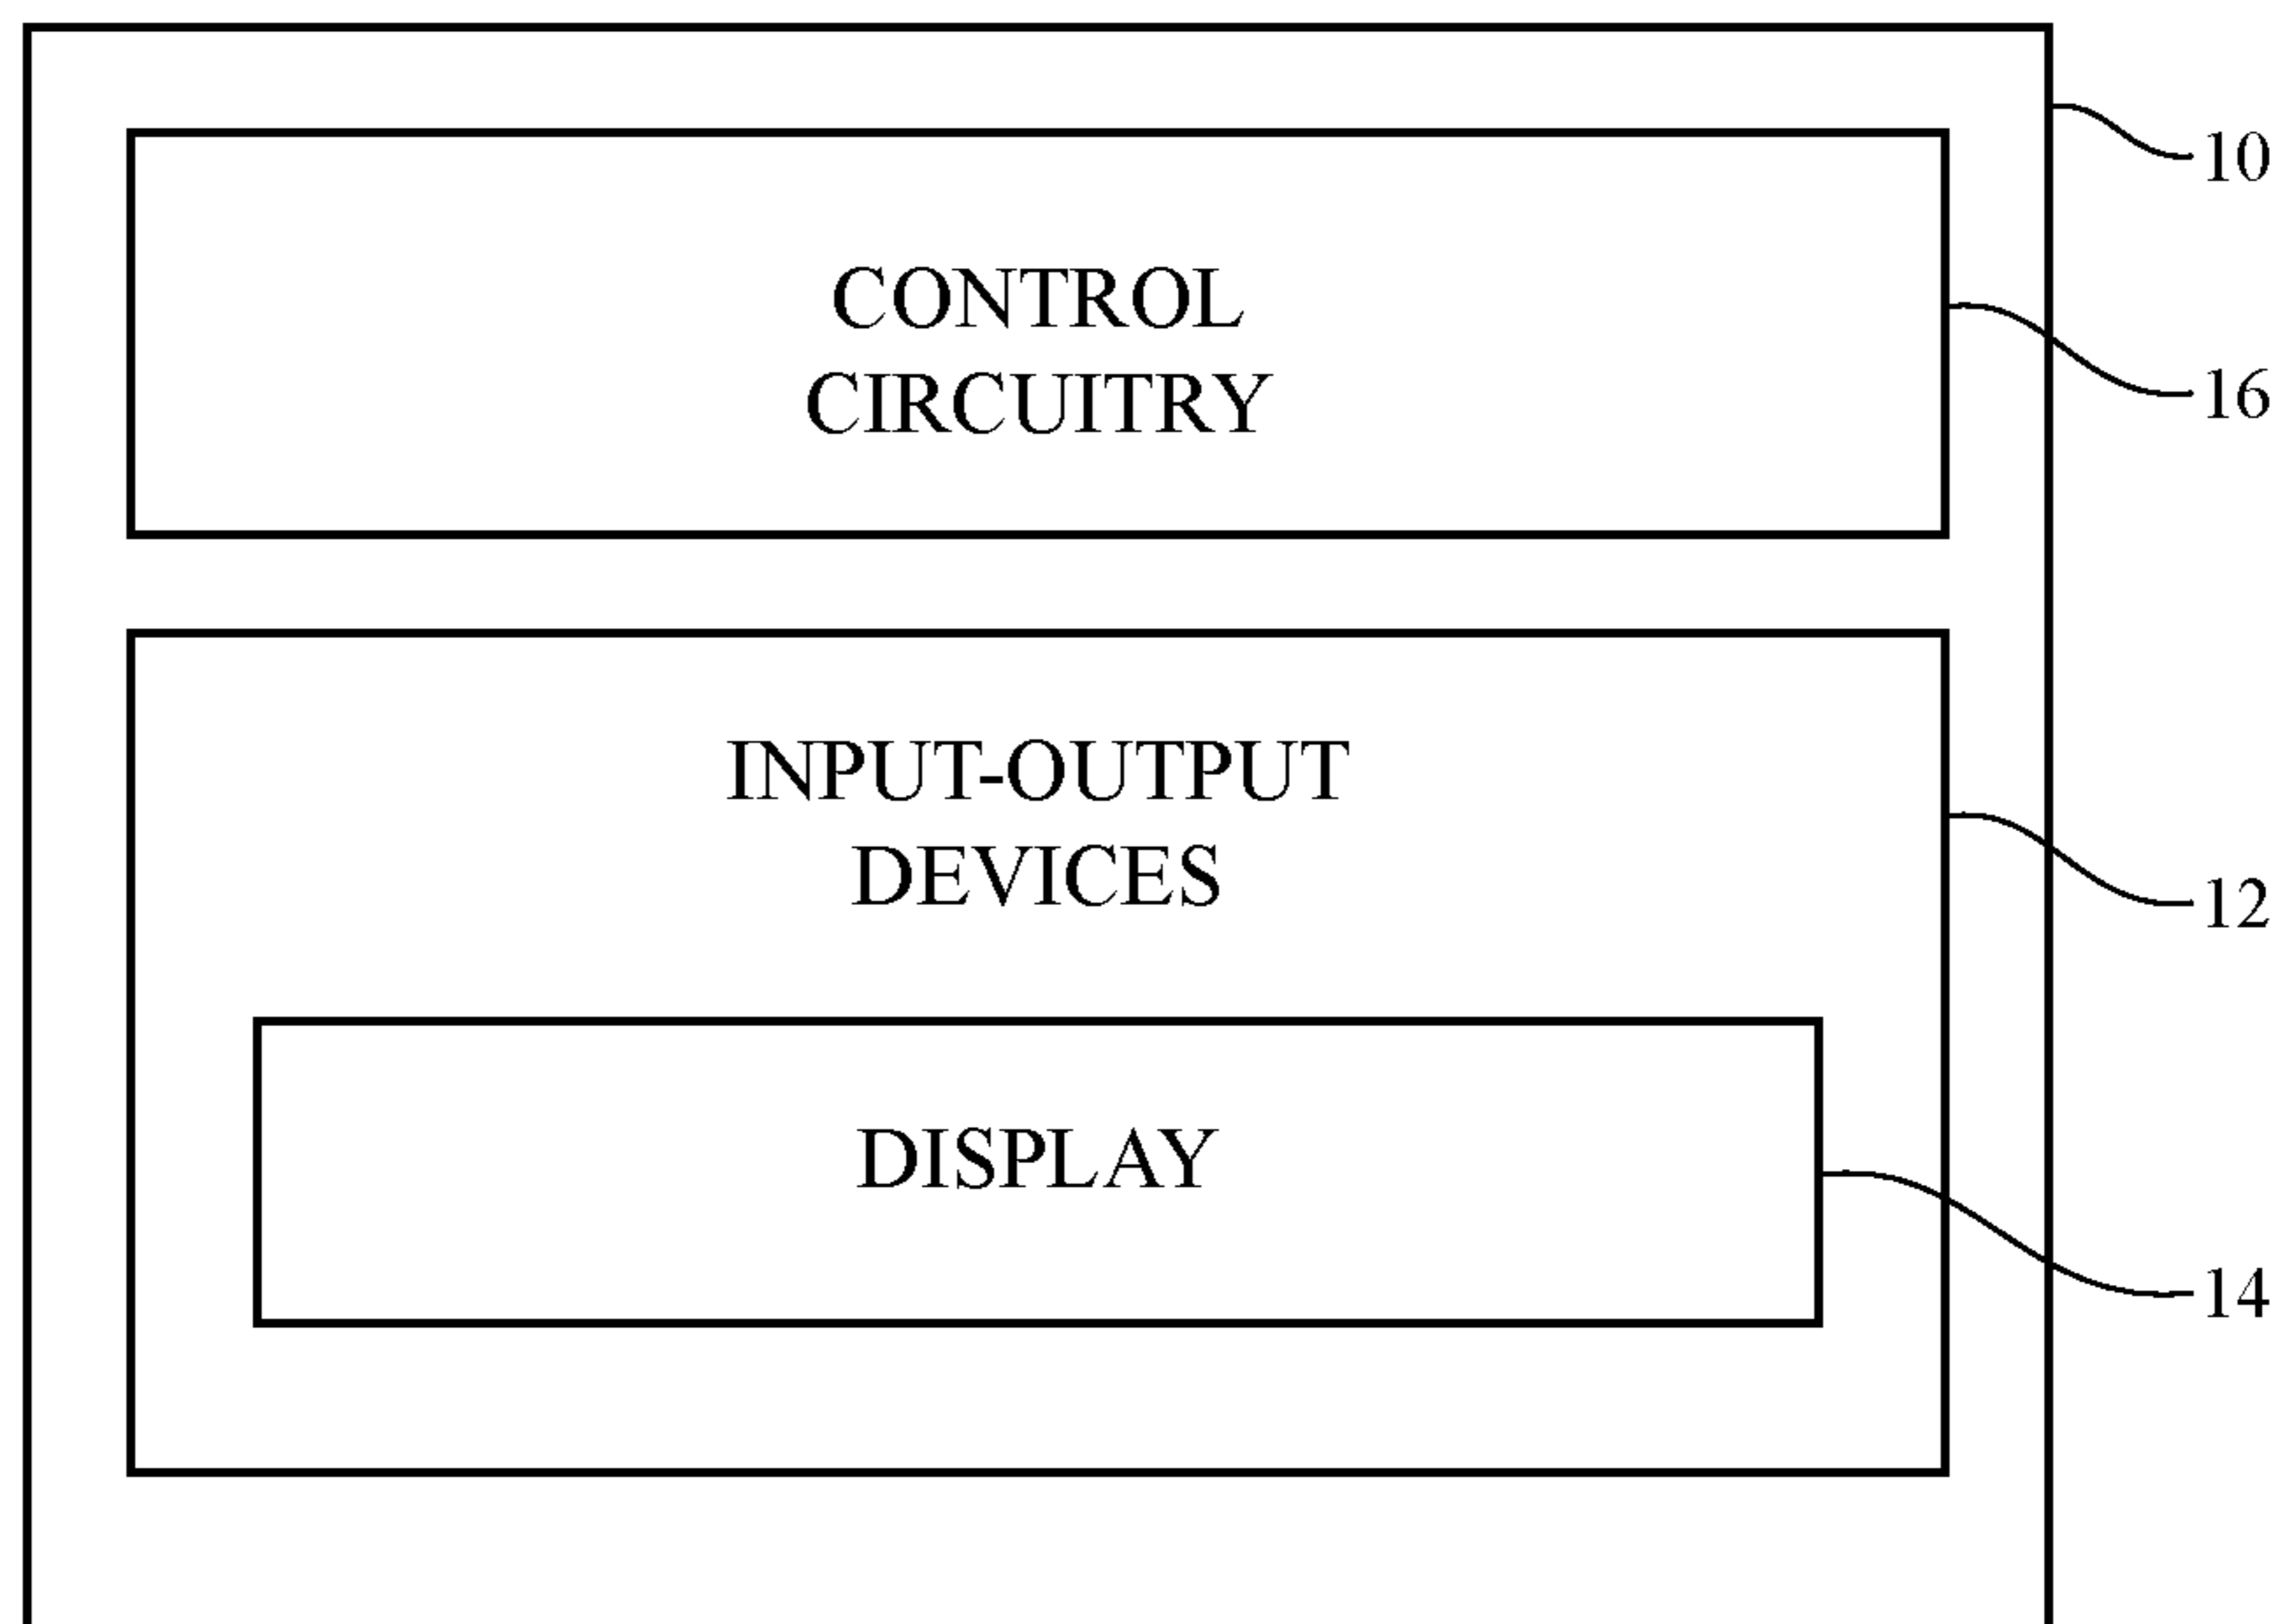 10
CONTROL
CIRCUITRY
16
INPUT-OUTPUT
DEVICES
12
DISPLAY
14